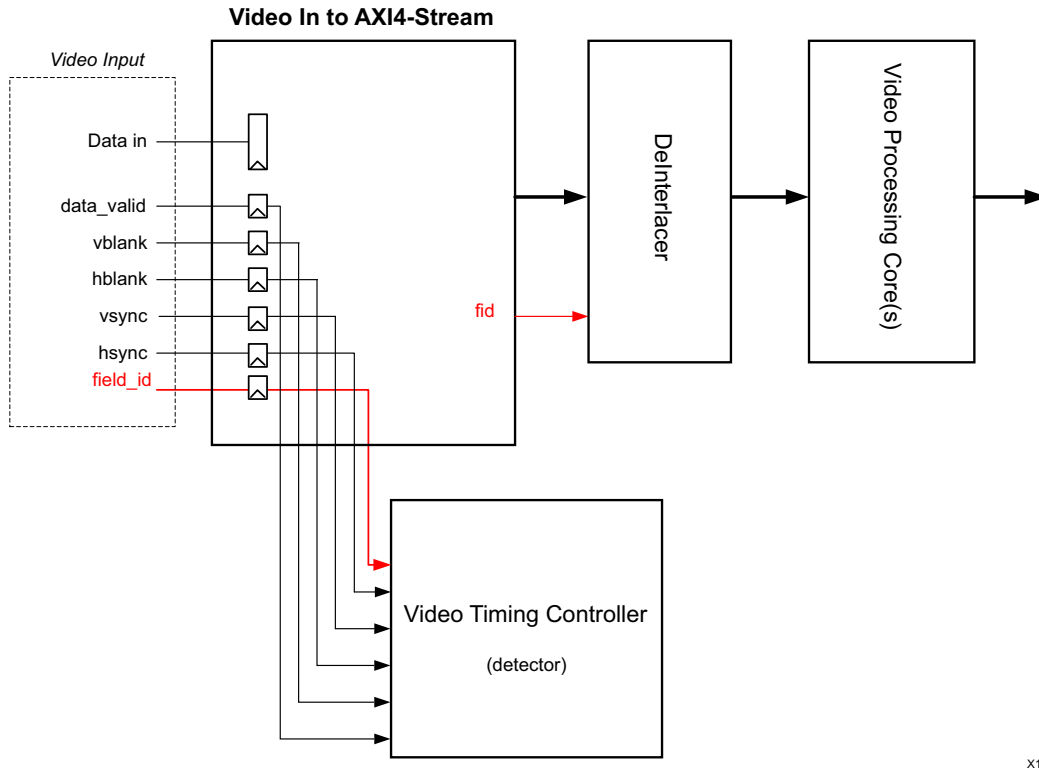 Video In to AXI4-Stream
Video Input
Data in
data_valid
vblank
hblank
vsync
hsync
field_id
fid
DeInterlacer
Video Processing
Core(s)
Video Timing Controller
(detector)
X1